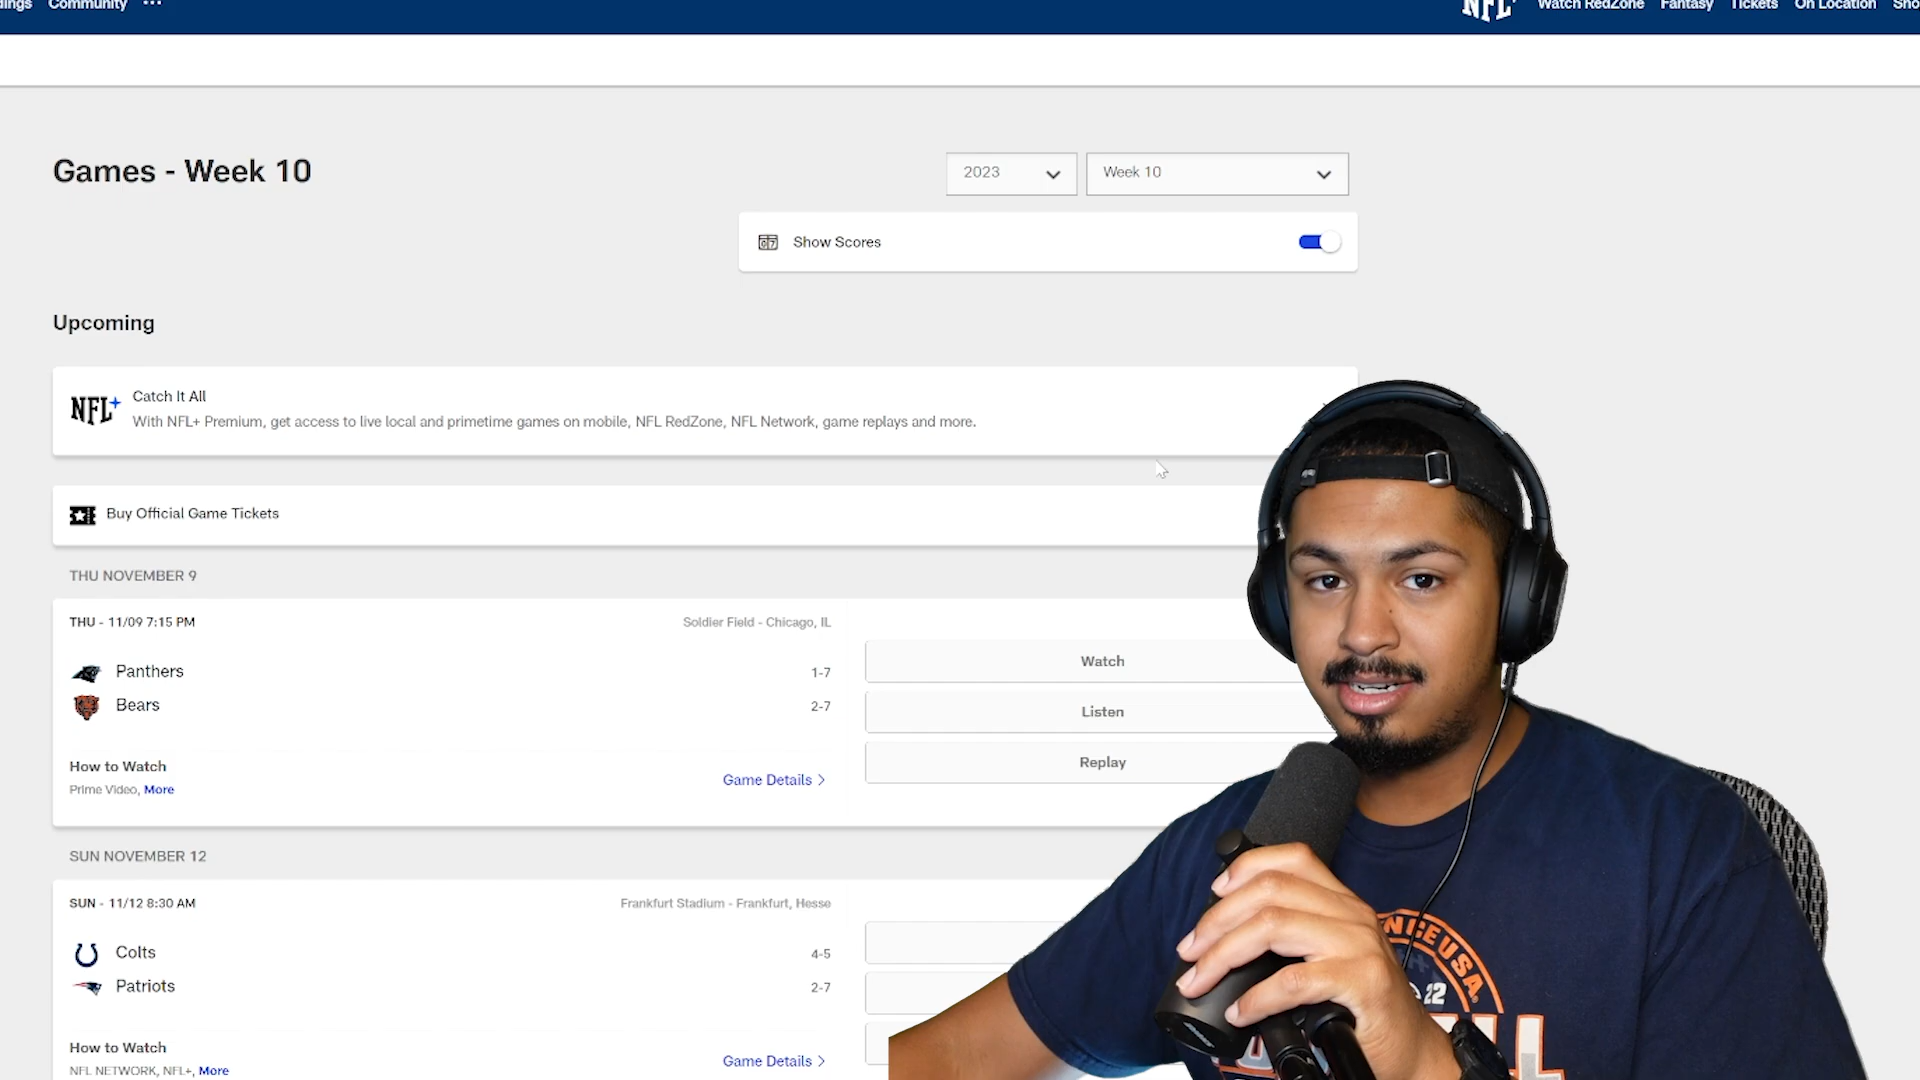 Community ...
NFL+ Watch RedZone Fantasy Tickets On Location
Games - Week 10
2023
Week 10
Show Scores
Upcoming
NFL+
Catch It All
With NFL+ Premium, get access to live local and primetime games on mobile, NFL RedZone, NFL Network, game replays and more.
Buy Official Game Tickets
THU NOVEMBER 9
THU - 11/09 7:15 PM
Soldier Field - Chicago, IL
Panthers
1-7
Bears
2-7
How to Watch
Prime Video, More
Game Details >
Watch
Listen
Replay
SUN NOVEMBER 12
SUN - 11/12 8:30 AM
Frankfurt Stadium - Frankfurt, Hesse
Colts
4-5
Patriots
2-7
How to Watch
NFL NETWORK, NFL+, More
Game Details >
NCEUSA
22